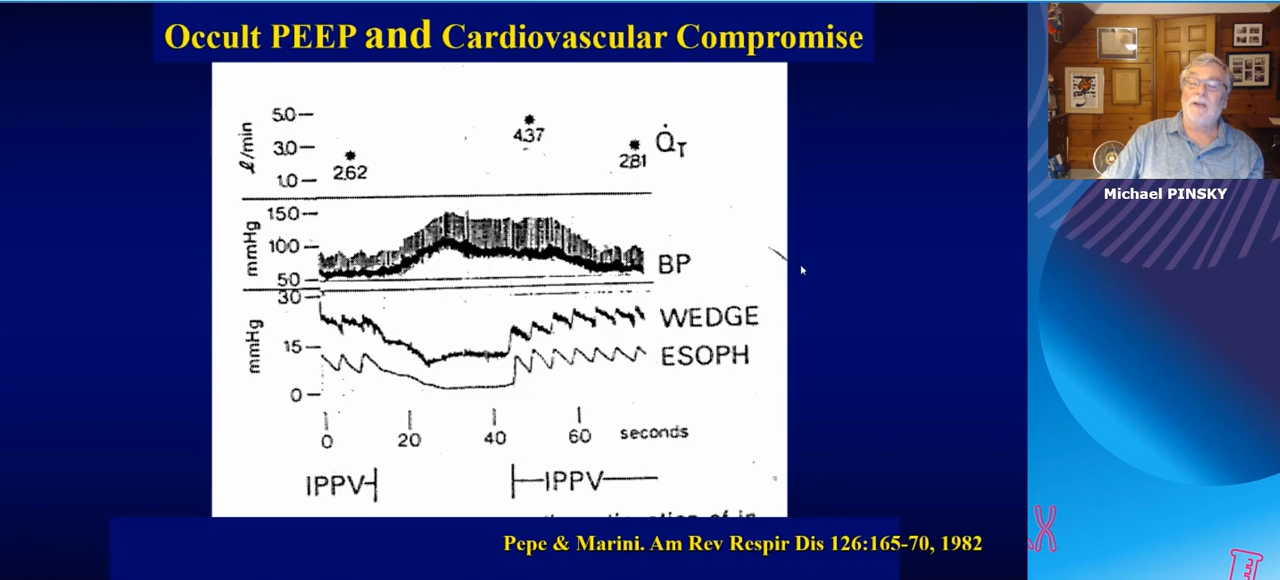 Occult PEEP and Cardiovascular Compromise
5.0
3.0
1.0
l/min
2.62
4.37
2.81
Q̇T
150
100
50
mmHg
BP
30
15
0
mmHg
WEDGE
ESOPH
0 20 40 60 seconds
IPPV IPPV
Pepe & Marini. Am Rev Respir Dis 126:165-70, 1982
Michael PINSKY